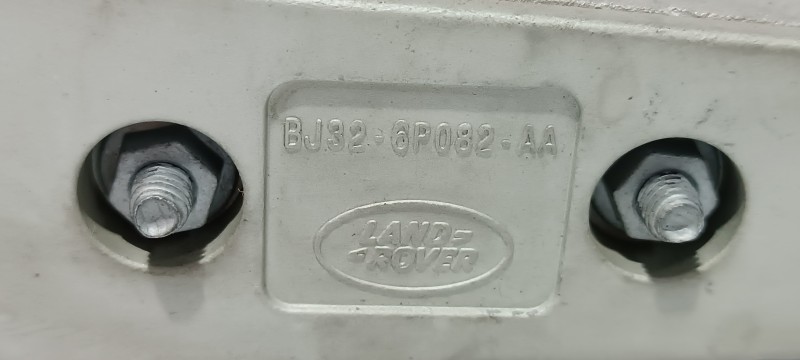 BJ32-6P082-AA
LAND-
-ROVER